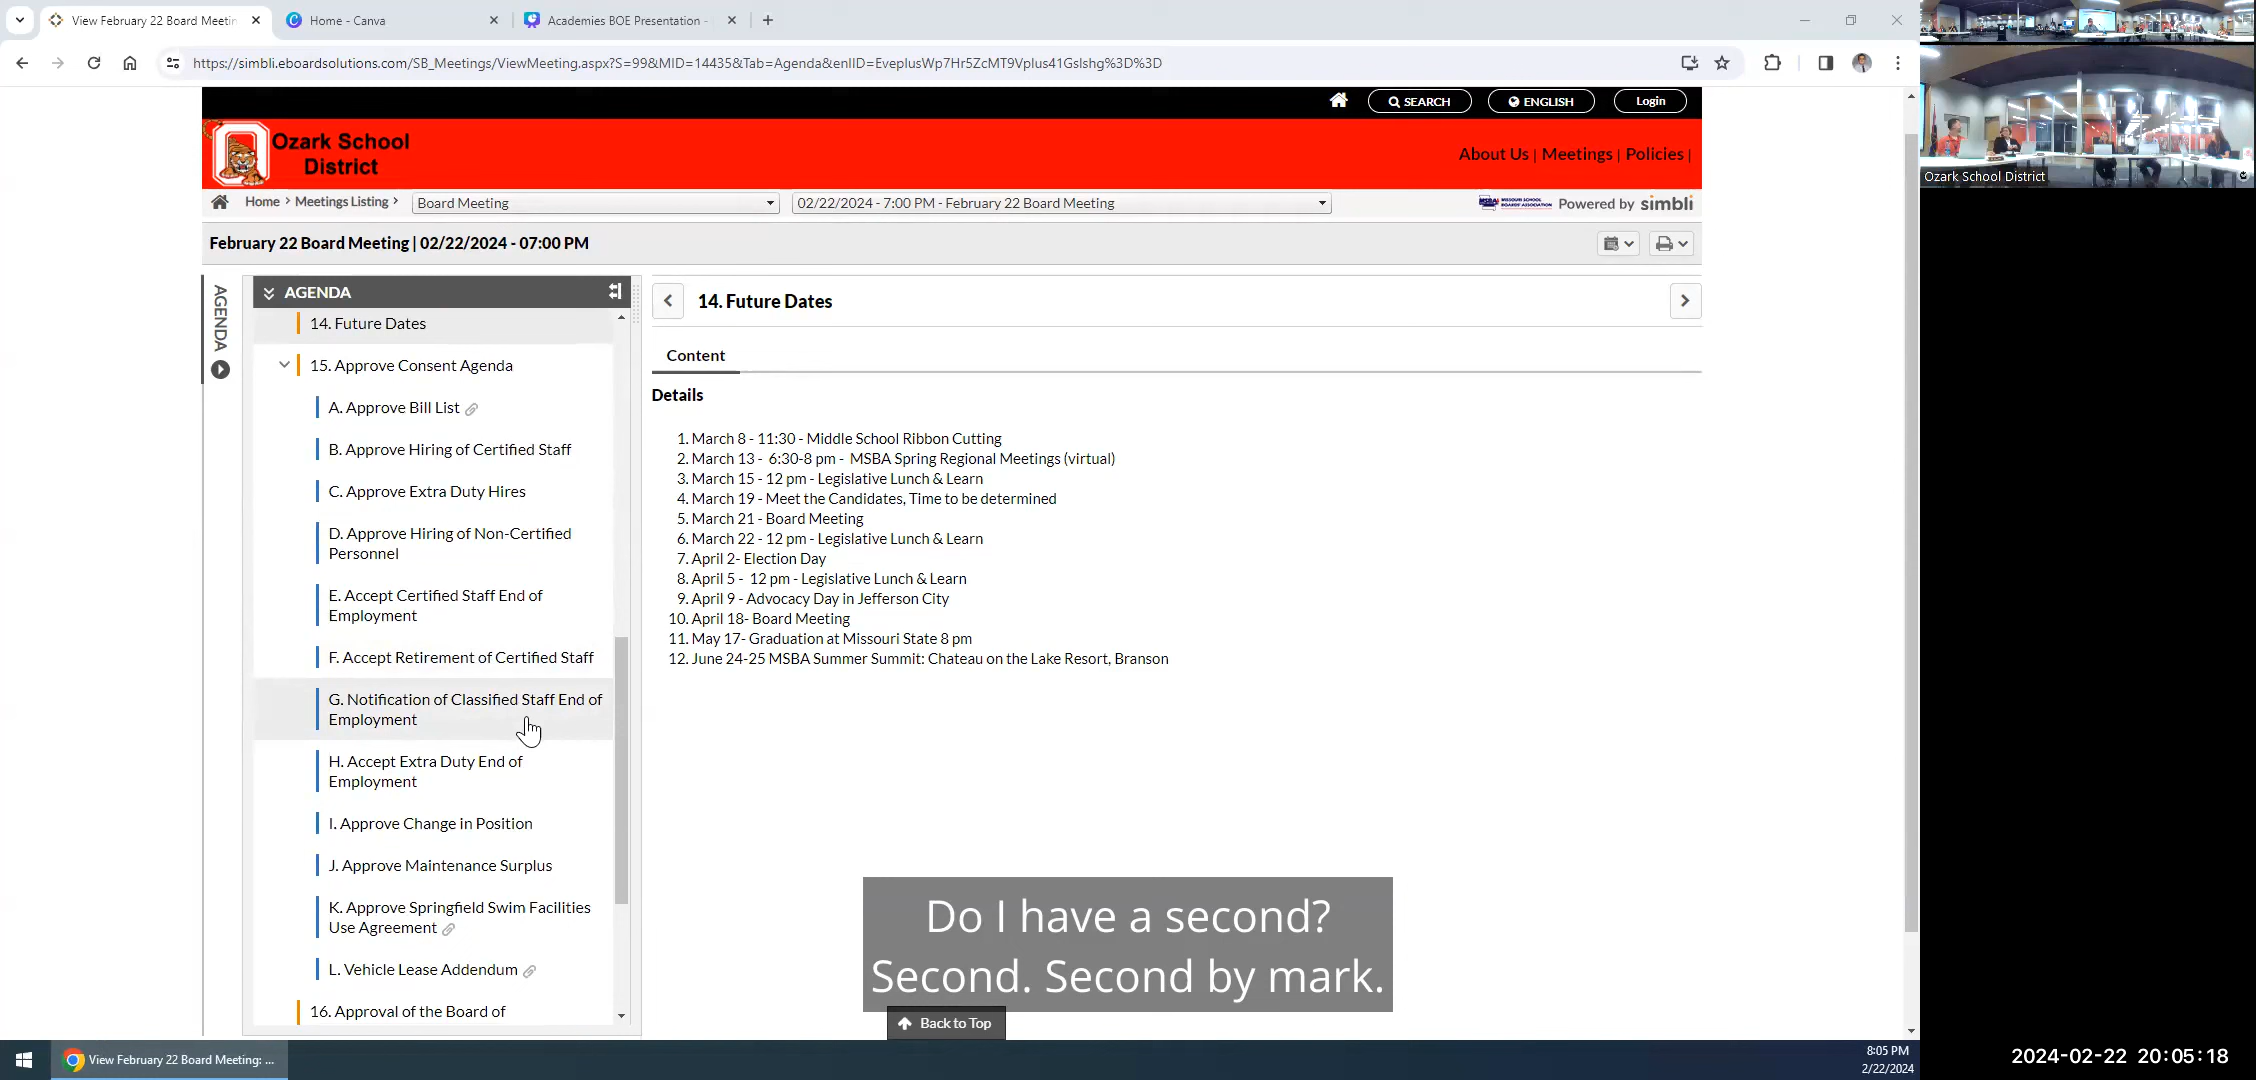 View February 22 Board Meetin
Home - Canva
Academies BOE Presentation -
https://simbli.eboardsolutions.com/SB_Meetings/ViewMeeting.aspx?S=99&MID=14435&Tab=Agenda&enIID=EveplusWp7Hr5ZcMT9Vplus41Gslshg%3D%3D
SEARCH
ENGLISH
Login
Ozark School
District
About Us | Meetings | Policies |
Home > Meetings Listing >
Board Meeting
02/22/2024 - 7:00 PM - February 22 Board Meeting
MSBA
Powered by simbli
February 22 Board Meeting | 02/22/2024 - 07:00 PM
AGENDA
AGENDA
14. Future Dates
15. Approve Consent Agenda
A. Approve Bill List
B. Approve Hiring of Certified Staff
C. Approve Extra Duty Hires
D. Approve Hiring of Non-Certified
Personnel
E. Accept Certified Staff End of
Employment
F. Accept Retirement of Certified Staff
G. Notification of Classified Staff End of
Employment
H. Accept Extra Duty End of
Employment
I. Approve Change in Position
J. Approve Maintenance Surplus
K. Approve Springfield Swim Facilities
Use Agreement
L. Vehicle Lease Addendum
16. Approval of the Board of
14. Future Dates
Content
Details
1. March 8 - 11:30 - Middle School Ribbon Cutting
2. March 13 - 6:30-8 pm - MSBA Spring Regional Meetings (virtual)
3. March 15 - 12 pm - Legislative Lunch & Learn
4. March 19 - Meet the Candidates, Time to be determined
5. March 21 - Board Meeting
6. March 22 - 12 pm - Legislative Lunch & Learn
7. April 2- Election Day
8. April 5 - 12 pm - Legislative Lunch & Learn
9. April 9 - Advocacy Day in Jefferson City
10. April 18- Board Meeting
11. May 17- Graduation at Missouri State 8 pm
12. June 24-25 MSBA Summer Summit: Chateau on the Lake Resort, Branson
Do I have a second?
Second. Second by mark.
Back to Top
Ozark School District
View February 22 Board Meeting: ...
8:05 PM
2/22/2024
2024-02-22 20:05:18